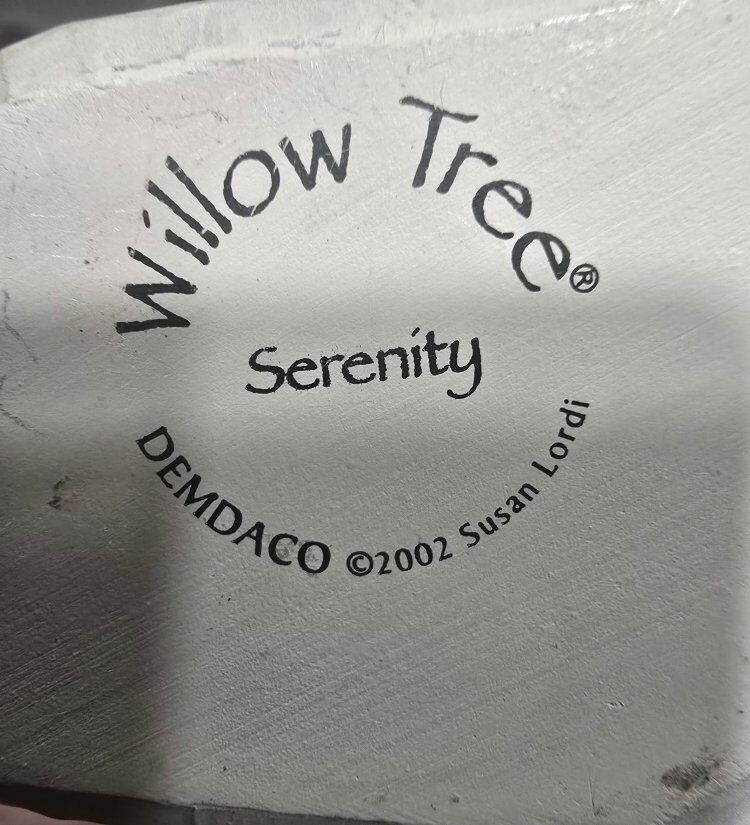 Willow Tree®
Serenity
DEMDACO ©2002 Susan Lordi